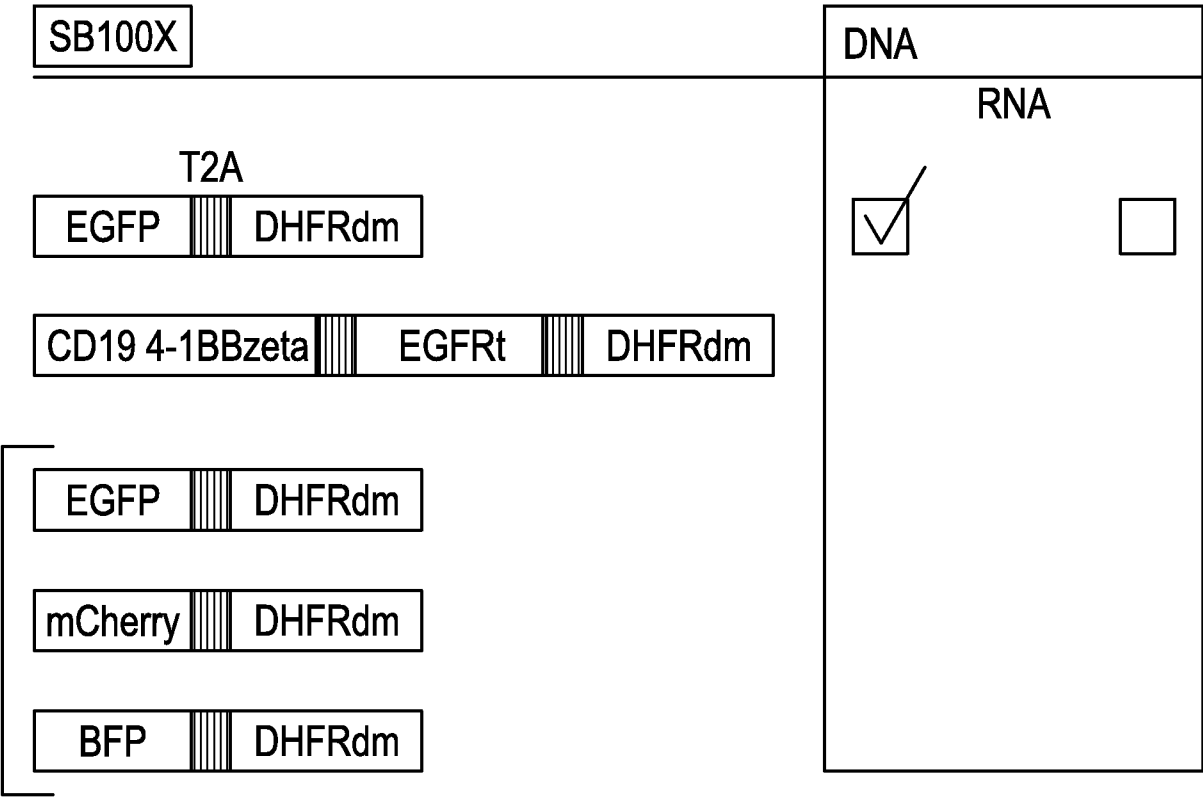 SB100X DNA
RNA
T2A
EGFP DHFRdm
CD19 4-1BBzeta EGFRt DHFRdm
EGFP DHFRdm
mCherry DHFRdm
BFP DHFRdm